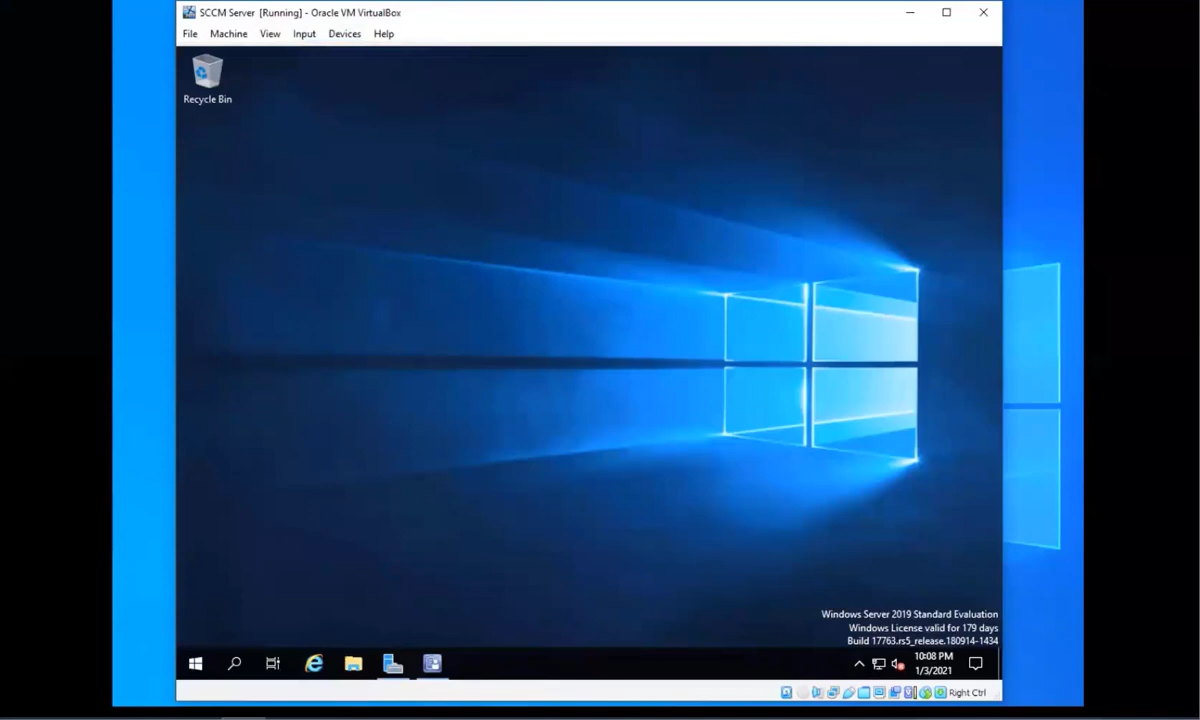 SCCM Server [Running] - Oracle VM VirtualBox
File Machine View Input Devices Help
Recycle Bin
Windows Server 2019 Standard Evaluation
Windows License valid for 179 days
Build 17763.rs5_release.180914-1434
10:08 PM
1/3/2021
Right Ctrl